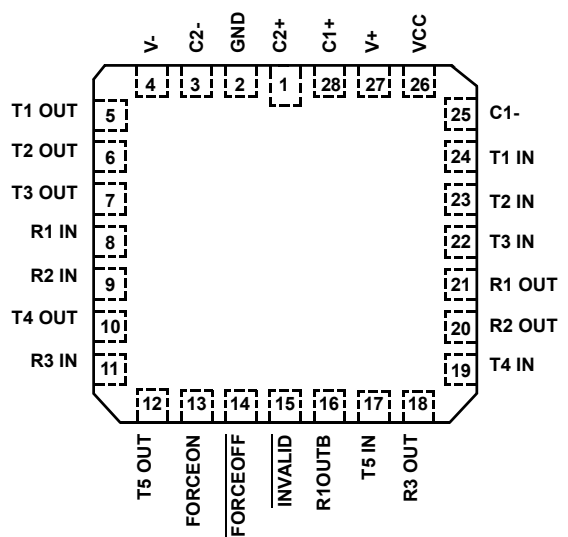 V-
C2-
GND
C2+
C1+
V+
VCC
4
3
2
1
28
27
26
T1 OUT
5
T2 OUT
6
T3 OUT
7
R1 IN
8
R2 IN
9
T4 OUT
10
R3 IN
11
25
C1-
24
T1 IN
23
T2 IN
22
T3 IN
21
R1 OUT
20
R2 OUT
19
T4 IN
12
13
14
15
16
17
18
T5 OUT
FORCEON
FORCEOFF
INVALID
R1OUTB
T5 IN
R3 OUT